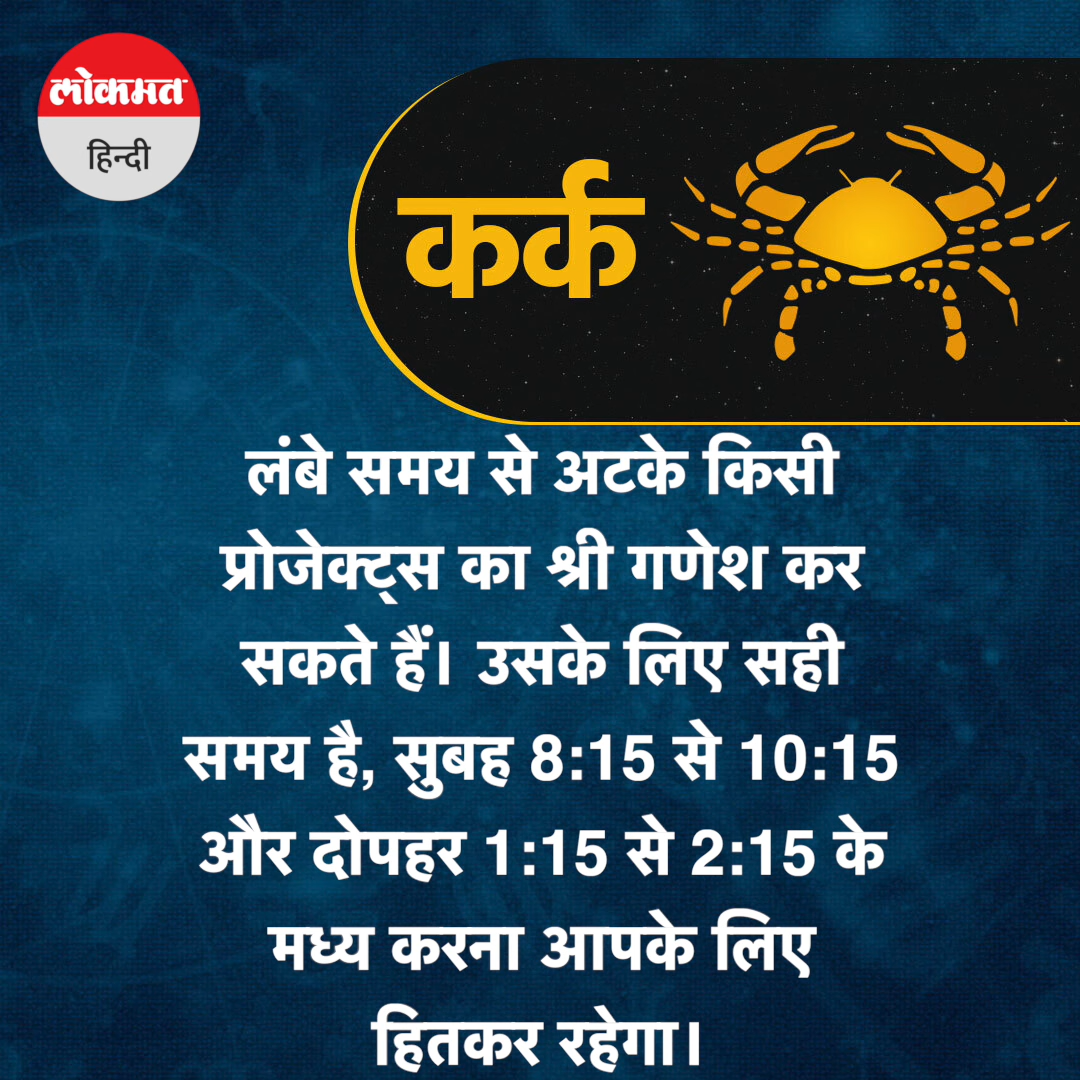 लोकमत
हिन्दी
कर्क
लंबे समय से अटके किसी
प्रोजेक्ट्स का श्री गणेश कर
सकते हैं। उसके लिए सही
समय है, सुबह 8:15 से 10:15
और दोपहर 1:15 से 2:15 के
मध्य करना आपके लिए
हितकर रहेगा।